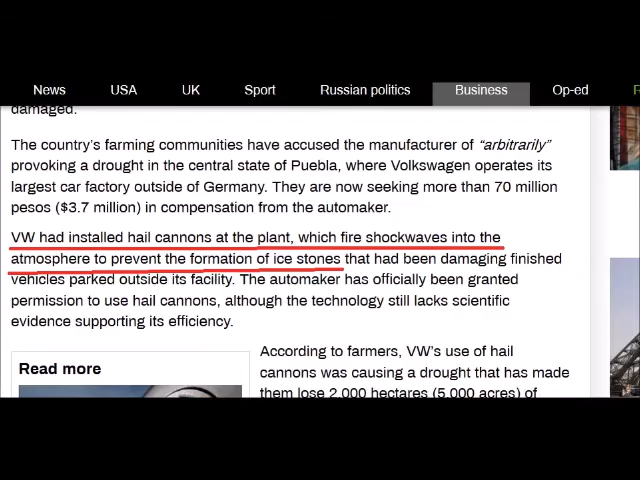 News USA UK Sport Russian politics Business Op-ed
damaged.
The country's farming communities have accused the manufacturer of “arbitrarily”
provoking a drought in the central state of Puebla, where Volkswagen operates its
largest car factory outside of Germany. They are now seeking more than 70 million
pesos ($3.7 million) in compensation from the automaker.
VW had installed hail cannons at the plant, which fire shockwaves into the
atmosphere to prevent the formation of ice stones that had been damaging finished
vehicles parked outside its facility. The automaker has officially been granted
permission to use hail cannons, although the technology still lacks scientific
evidence supporting its efficiency.
Read more
According to farmers, VW's use of hail
cannons was causing a drought that has made
them lose 2,000 hectares (5,000 acres) of